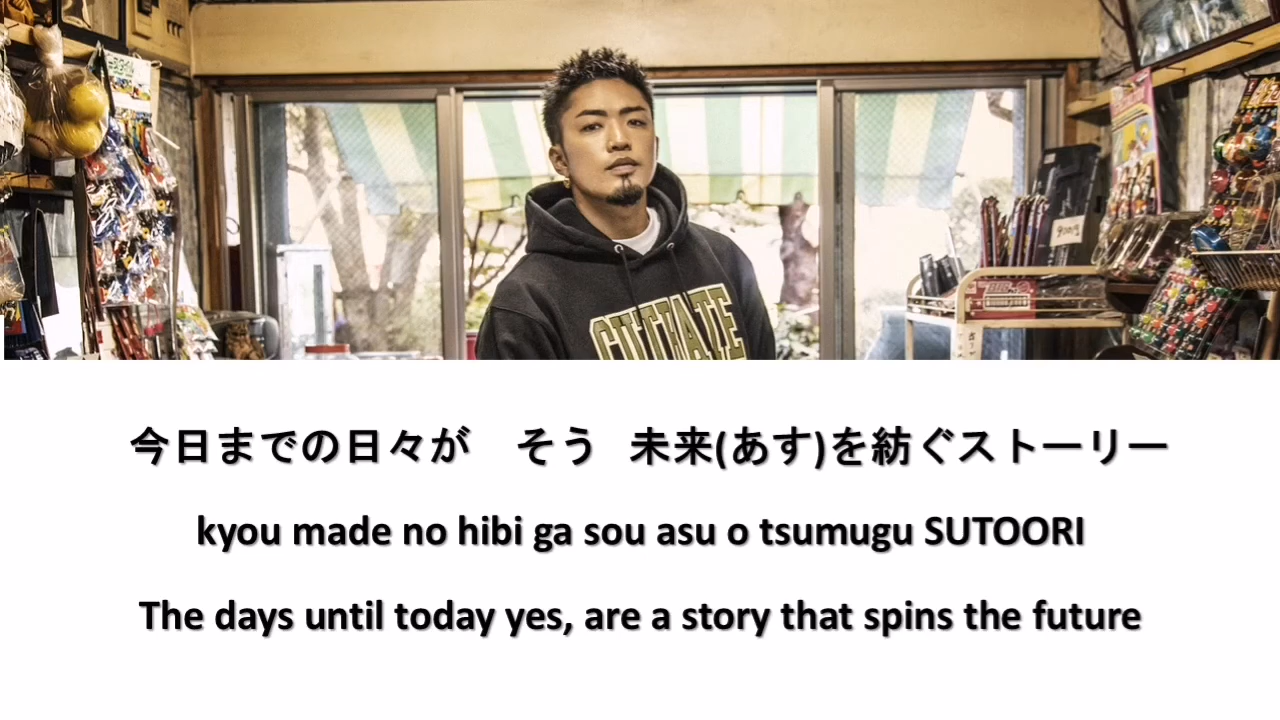 今日までの日々が　そう 未来(あす)を紡ぐストーリー
kyou made no hibi ga sou asu o tsumugu SUTOORI
The days until today yes, are a story that spins the future